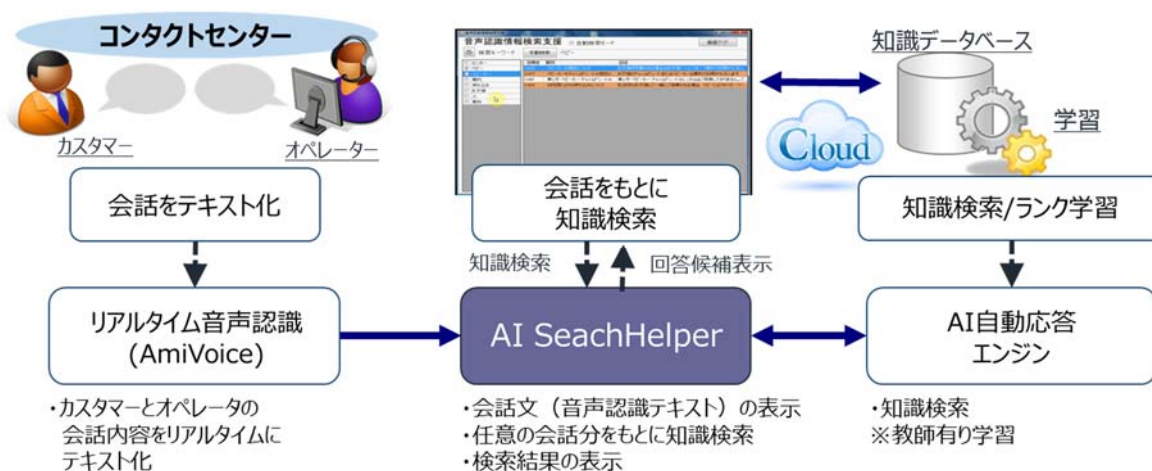 コンタクトセンター
カスタマー
オペレーター
音声認識情報検索支援
知識データベース
Cloud
学習
会話をテキスト化
会話をもとに
知識検索
知識検索/ランク学習
知識検索
回答候補表示
リアルタイム音声認識
(AmiVoice)
AI SeachHelper
AI自動応答
エンジン
・カスタマーとオペレータの
会話内容をリアルタイムに
テキスト化
・会話文（音声認識テキスト）の表示
・任意の会話分をもとに知識検索
・検索結果の表示
・知識検索
※教師有り学習